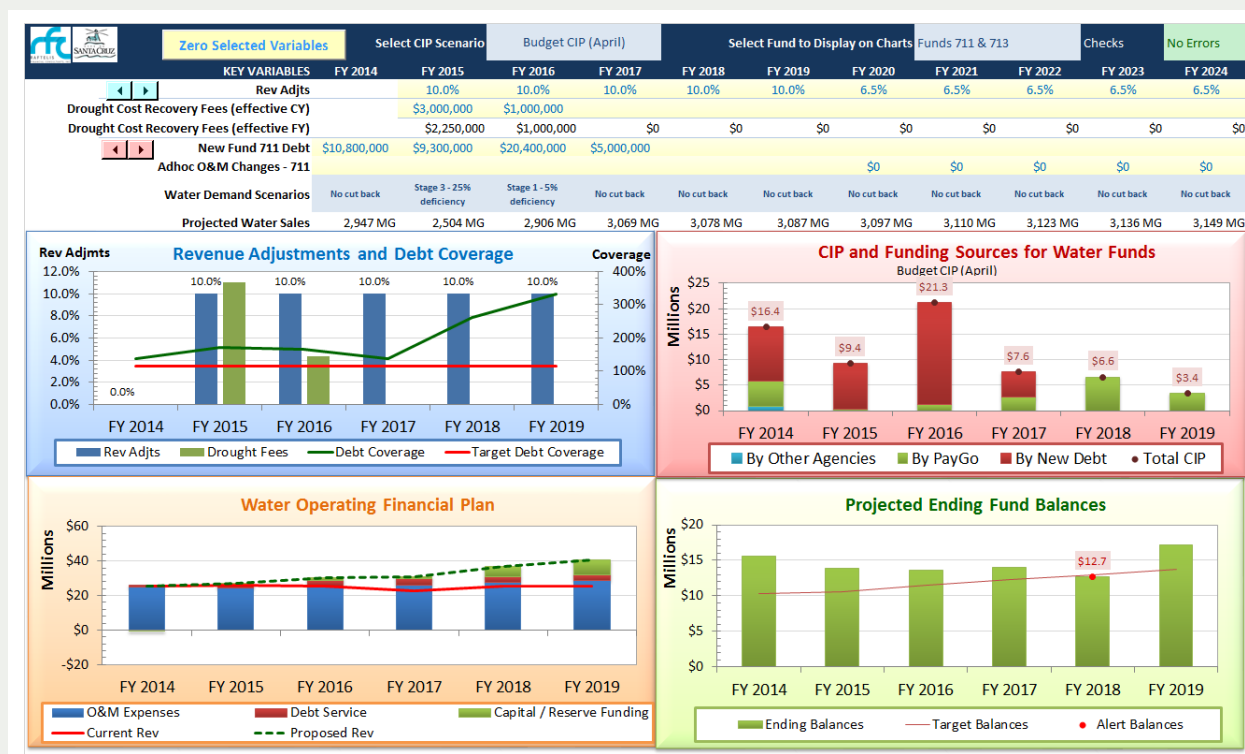 rfc
RAFTELIS
SANTA CRUZ
Zero Selected Variables
Select CIP Scenario
Budget CIP (April)
Select Fund to Display on Charts
Funds 711 & 713
Checks
No Errors
KEY VARIABLES FY 2014 FY 2015 FY 2016 FY 2017 FY 2018 FY 2019 FY 2020 FY 2021 FY 2022 FY 2023 FY 2024
Rev Adjts 10.0% 10.0% 10.0% 10.0% 10.0% 6.5% 6.5% 6.5% 6.5% 6.5%
Drought Cost Recovery Fees (effective CY) $3,000,000 $1,000,000
Drought Cost Recovery Fees (effective FY) $2,250,000 $1,000,000 $0 $0 $0 $0 $0 $0 $0 $0
New Fund 711 Debt $10,800,000 $9,300,000 $20,400,000 $5,000,000
Adhoc O&M Changes - 711 $0 $0 $0 $0 $0
Water Demand Scenarios No cut back Stage 3 - 25% deficiency Stage 1 - 5% deficiency No cut back No cut back No cut back No cut back No cut back No cut back No cut back No cut back
Projected Water Sales 2,947 MG 2,504 MG 2,906 MG 3,069 MG 3,078 MG 3,087 MG 3,097 MG 3,110 MG 3,123 MG 3,136 MG 3,149 MG
Rev Adjmts
Revenue Adjustments and Debt Coverage
Coverage
12.0%
10.0%
8.0%
6.0%
4.0%
2.0%
0.0%
0.0%
10.0%
10.0%
10.0%
10.0%
10.0%
400%
300%
200%
100%
0%
FY 2014 FY 2015 FY 2016 FY 2017 FY 2018 FY 2019
Rev Adjts Drought Fees Debt Coverage Target Debt Coverage
CIP and Funding Sources for Water Funds
Budget CIP (April)
Millions
$25
$20
$15
$10
$5
$0
$16.4
$9.4
$21.3
$7.6
$6.6
$3.4
FY 2014 FY 2015 FY 2016 FY 2017 FY 2018 FY 2019
By Other Agencies By PayGo By New Debt Total CIP
Water Operating Financial Plan
Millions
$60
$40
$20
$0
-$20
FY 2014 FY 2015 FY 2016 FY 2017 FY 2018 FY 2019
O&M Expenses Debt Service Capital / Reserve Funding
Current Rev Proposed Rev
Projected Ending Fund Balances
Millions
$20
$15
$10
$5
$0
$12.7
FY 2014 FY 2015 FY 2016 FY 2017 FY 2018 FY 2019
Ending Balances Target Balances Alert Balances